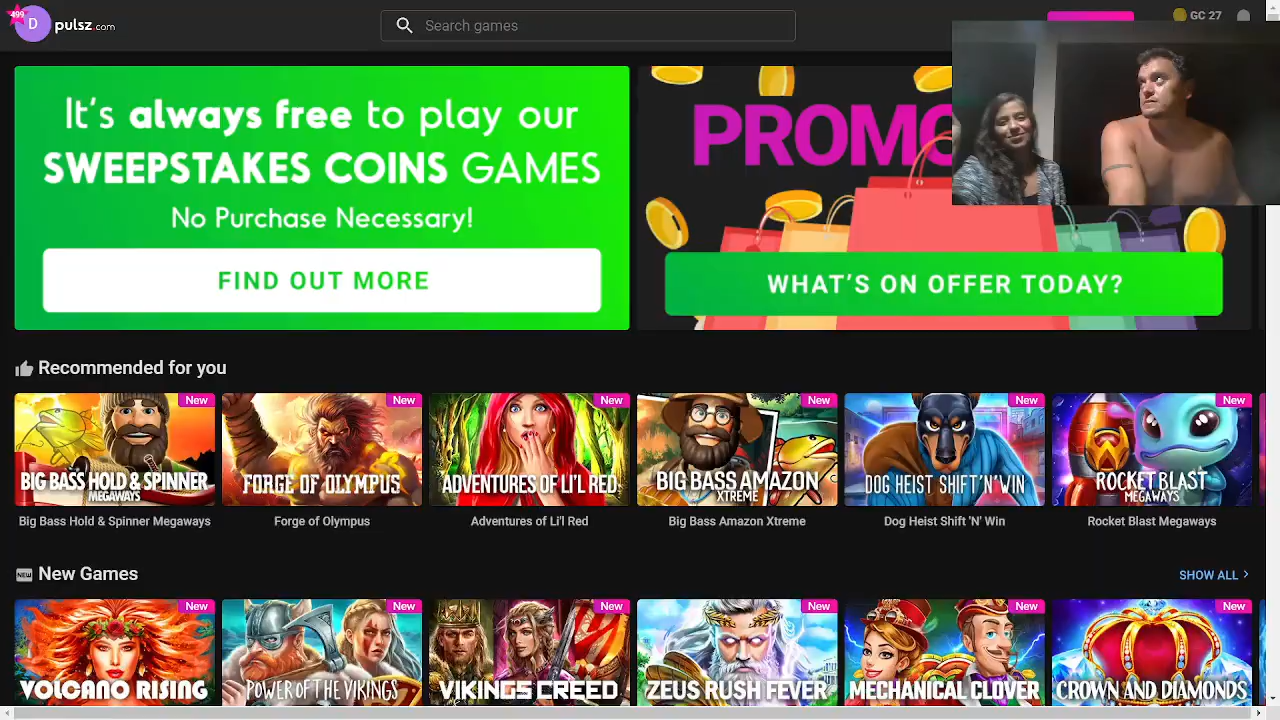 499
D
pulsz.com
Search games
GC 27
It's always free to play our
SWEEPSTAKES COINS GAMES
No Purchase Necessary!
FIND OUT MORE
PROMO
WHAT'S ON OFFER TODAY?
Recommended for you
New
New
New
New
New
New
BIG BASS HOLD & SPINNER
MEGAWAYS
FORGE OF OLYMPUS
ADVENTURES OF LI'L RED
BIG BASS AMAZON
XTREME
DOG HEIST SHIFT'N'WIN
ROCKET BLAST
MEGAWAYS
Big Bass Hold & Spinner Megaways
Forge of Olympus
Adventures of Li'l Red
Big Bass Amazon Xtreme
Dog Heist Shift 'N' Win
Rocket Blast Megaways
NEW
New Games
SHOW ALL >
New
New
New
New
New
New
VOLCANO RISING
POWER OF THE VIKINGS
VIKINGS CREED
ZEUS RUSH FEVER
MECHANICAL CLOVER
CROWN AND DIAMONDS